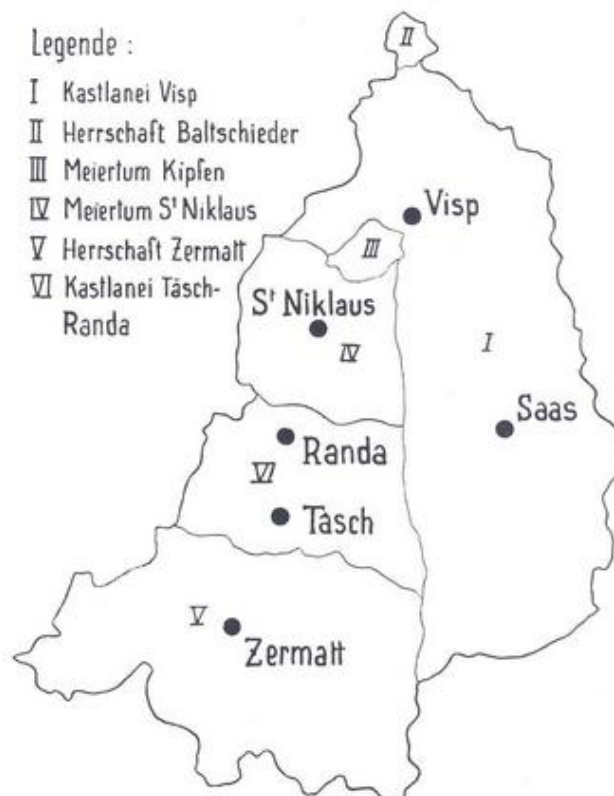 Legende :
I Kastlanei Visp
II Herrschaft Baltschieder
III Meiertum Kipfen
IV Meiertum St Niklaus
V Herrschaft Zermatt
VI Kastlanei Täsch-
Randa
II
Visp
III
St Niklaus
IV
I
Saas
Randa
VI
Täsch
V
Zermatt